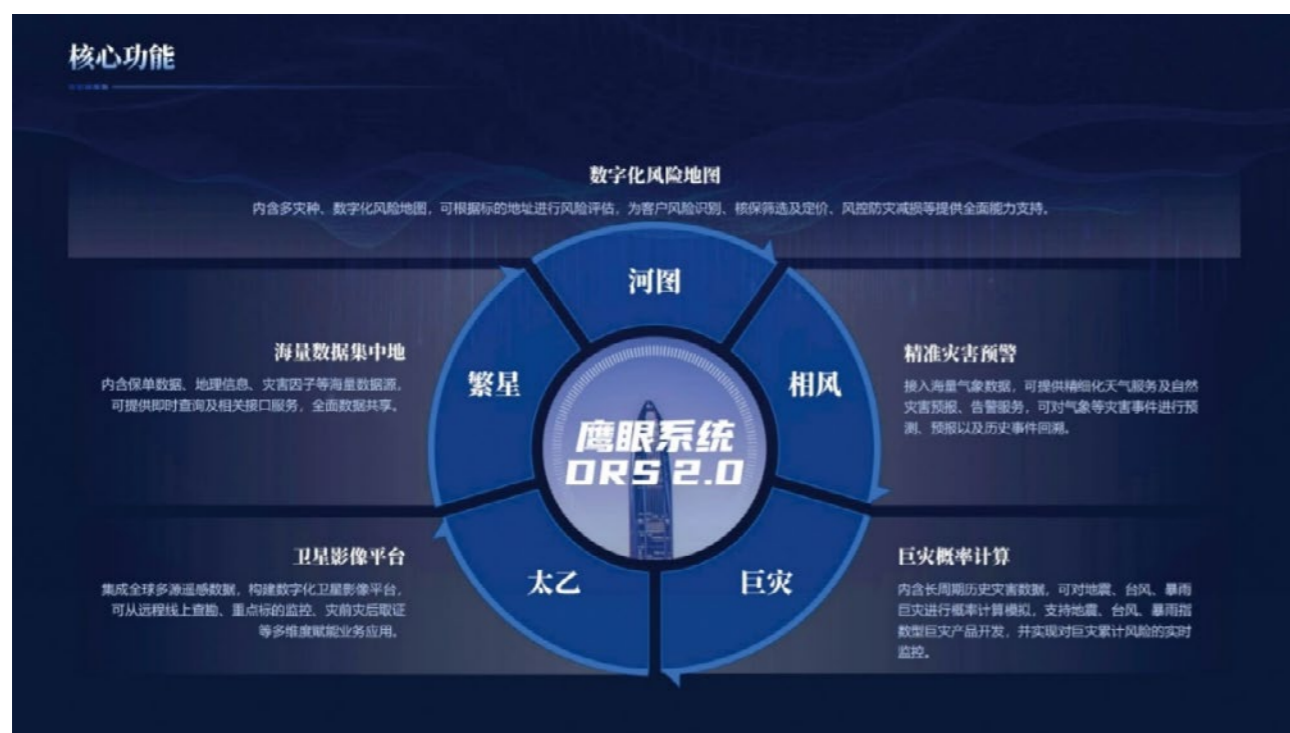 核心功能
数字化风险地图
内含多灾种、数字化风险地图，可根据标的地址进行风险评估，为客户风险识别、核保筛选及定价、风控防灾减损等提供全面能力支持。
河图
海量数据集中地
内含保单数据、地理信息、灾害因子等海量数据源，
可提供即时查询及相关接口服务，全面数据共享。
繁星
相风
精准灾害预警
接入海量气象数据，可提供精细化天气服务及自然
灾害预报、告警服务，可对气象等灾害事件进行预
测、预报以及历史事件回溯。
鹰眼系统
DRS 2.0
卫星影像平台
集成全球多源遥感数据，构建数字化卫星影像平台，
可从远程线上查勘、重点标的监控、灾前灾后取证
等多维度赋能业务应用。
太乙
巨灾
巨灾概率计算
内含长周期历史灾害数据，可对地震、台风、暴雨
巨灾进行概率计算模拟，支持地震、台风、暴雨指
数型巨灾产品开发，并实现对巨灾累计风险的实时
监控。